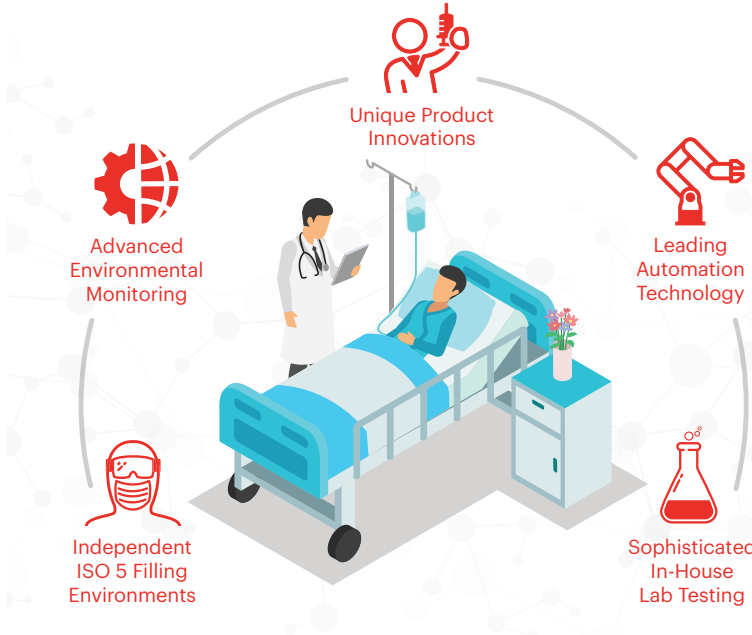 Unique Product
Innovations
Advanced
Environmental
Monitoring
Leading
Automation
Technology
Independent
ISO 5 Filling
Environments
Sophisticated
In-House
Lab Testing